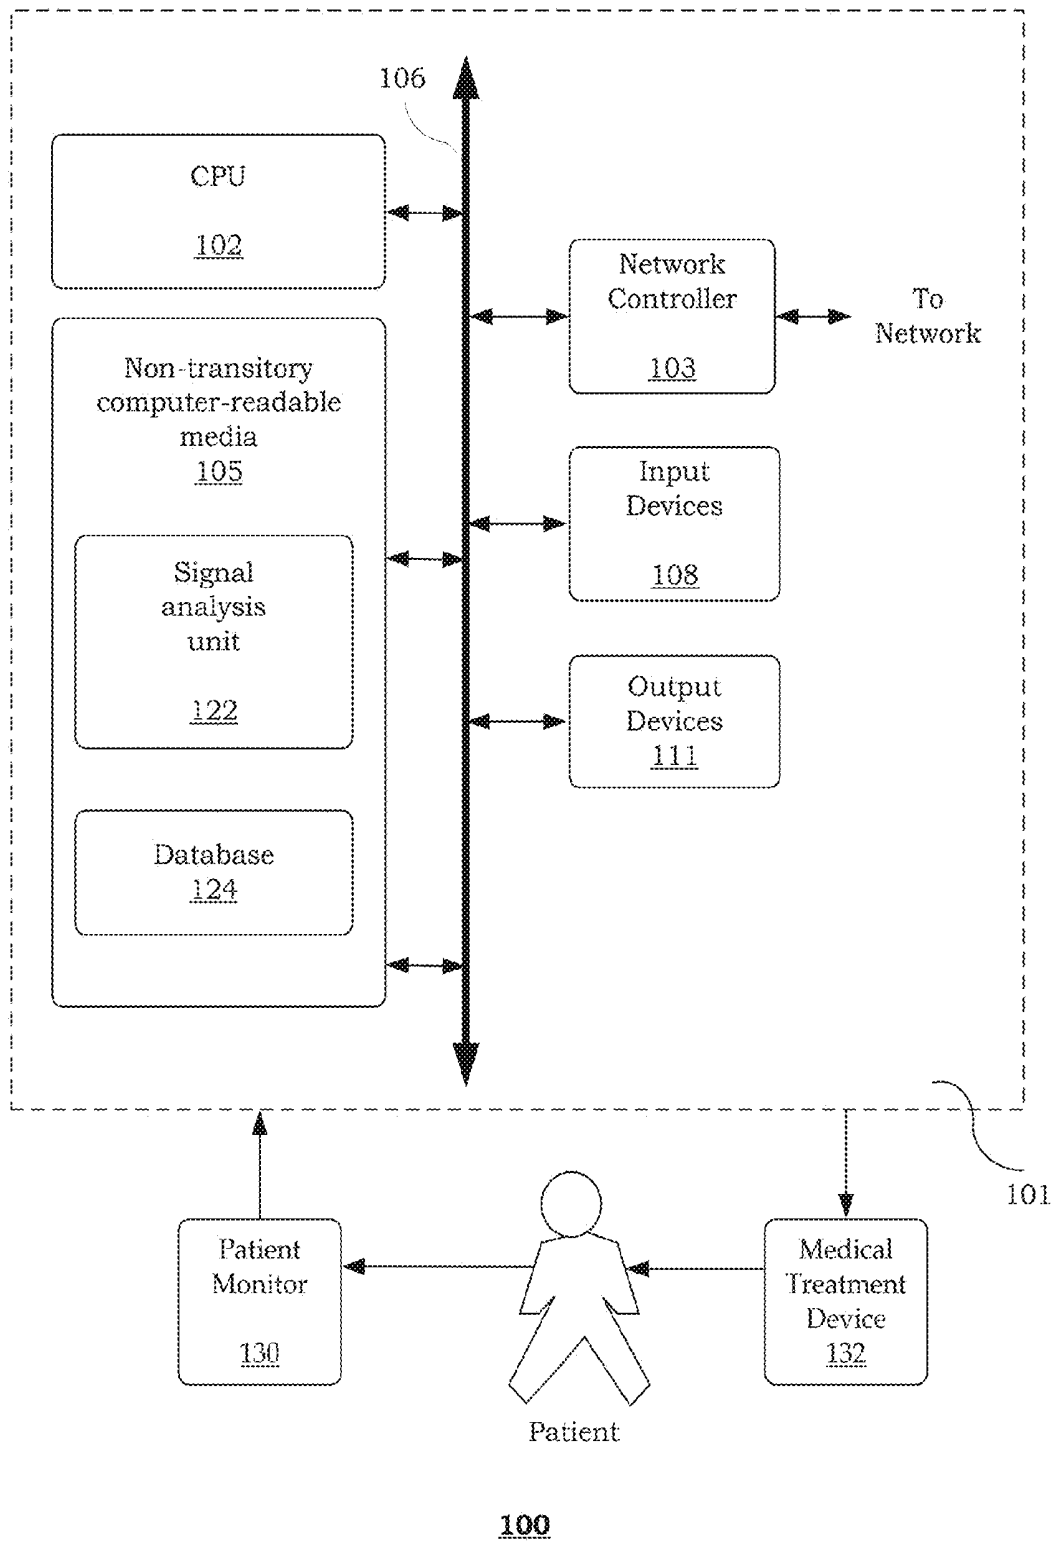 106
CPU
102
Network
Controller
103
To
Network
Non-transitory
computer-readable
media
105
Input
Devices
108
Signal
analysis
unit
122
Output
Devices
111
Database
124
101
Patient
Monitor
130
Medical
Treatment
Device
132
Patient
100